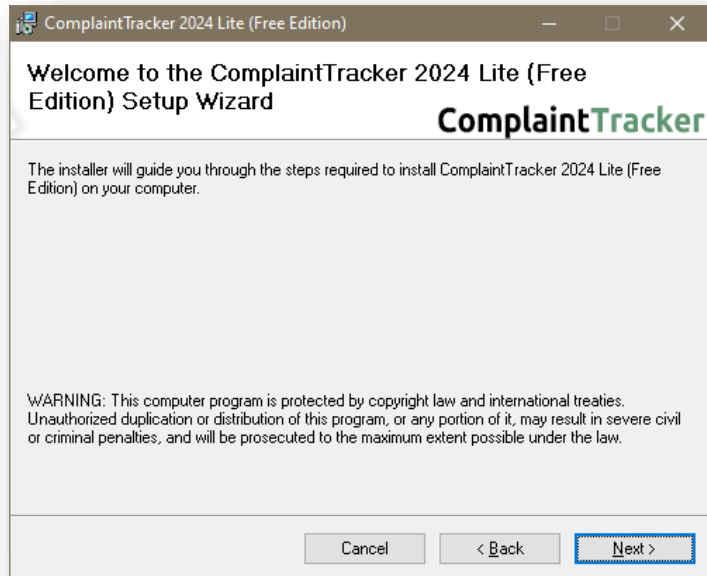 ComplaintTracker 2024 Lite (Free Edition)
Welcome to the ComplaintTracker 2024 Lite (Free
Edition) Setup Wizard
ComplaintTracker
The installer will guide you through the steps required to install ComplaintTracker 2024 Lite (Free
Edition) on your computer.
WARNING: This computer program is protected by copyright law and international treaties.
Unauthorized duplication or distribution of this program, or any portion of it, may result in severe civil
or criminal penalties, and will be prosecuted to the maximum extent possible under the law.
Cancel < Back Next >